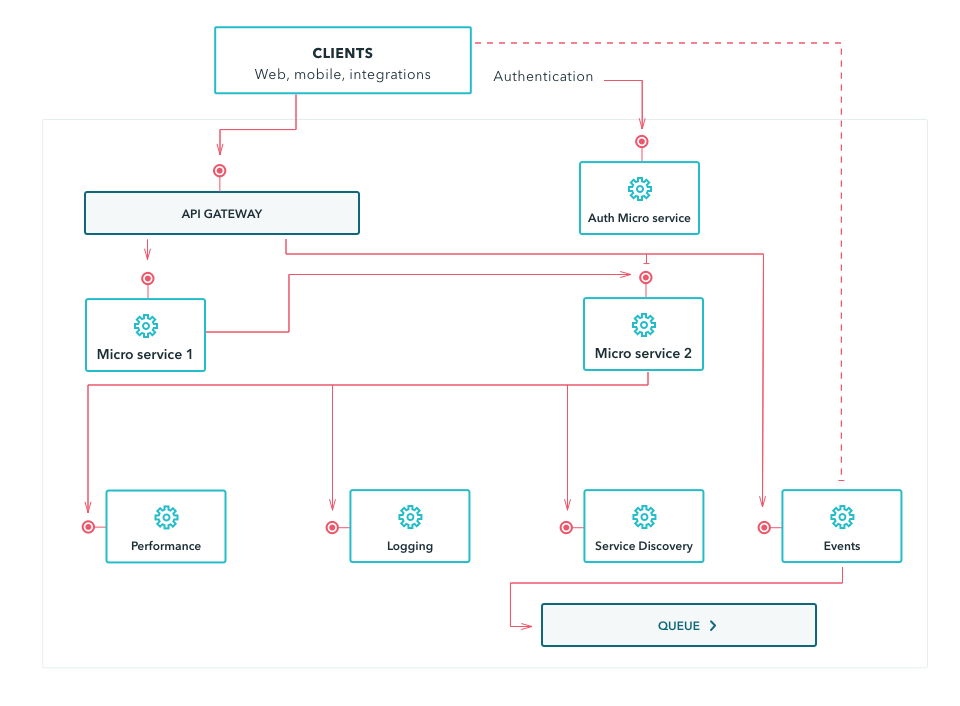 CLIENTS
Web, mobile, integrations
Authentication
Auth Micro service
API GATEWAY
Micro service 1
Micro service 2
Performance
Logging
Service Discovery
Events
QUEUE